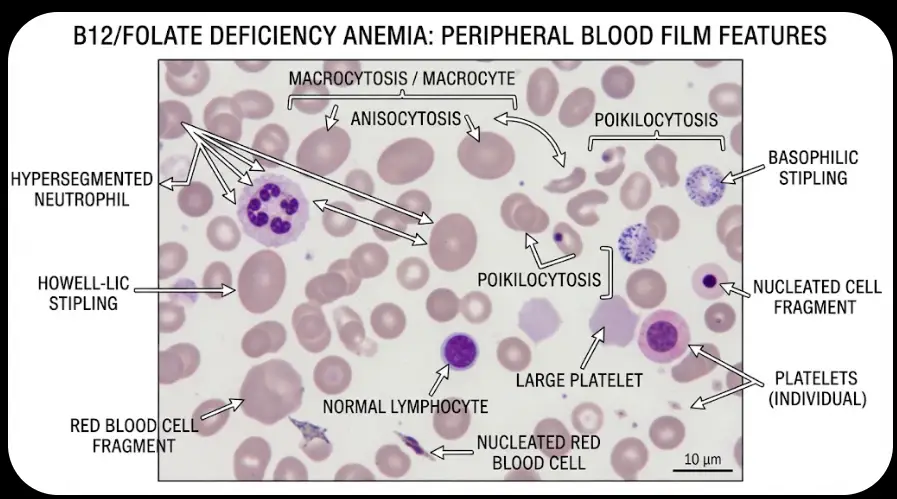 B12/FOLATE DEFICIENCY ANEMIA: PERIPHERAL BLOOD FILM FEATURES
MACROCYTOSIS / MACROCYTE
ANISOCYTOSIS
POIKILOCYTOSIS
BASOPHILIC
STIPLING
HYPERSEGMENTED
NEUTROPHIL
POIKILOCYTOSIS
HOWELL-LIC
STIPLING
NUCLEATED CELL
FRAGMENT
LARGE PLATELET
PLATELETS
(INDIVIDUAL)
NORMAL LYMPHOCYTE
RED BLOOD CELL
FRAGMENT
NUCLEATED RED
BLOOD CELL
10 µm